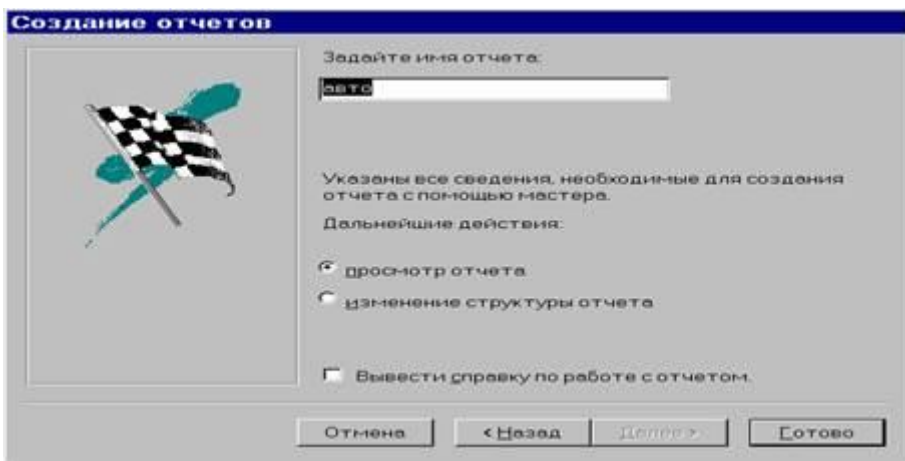 Создание отчетов
Задайте имя отчета:
авто
Указаны все сведения, необходимые для создания
отчета с помощью мастера.
Дальнейшие действия:
просмотр отчета
изменение структуры отчета
Вывести справку по работе с отчетом.
Отмена
< Назад
Далее >
Готово